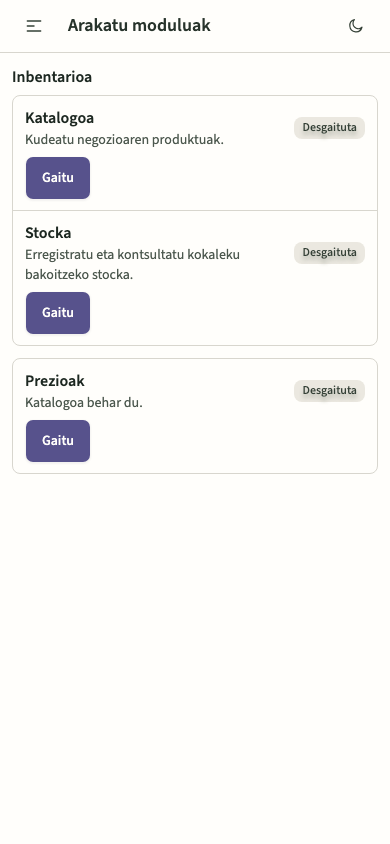 Arakatu moduluak
Inbentarioa
Katalogoa
Kudeatu negozioaren produktuak.
Desgaituta
Gaitu
Stocka
Erregistratu eta kontsultatu kokaleku
bakoitzeko stocka.
Desgaituta
Gaitu
Prezioak
Katalogoa behar du.
Desgaituta
Gaitu